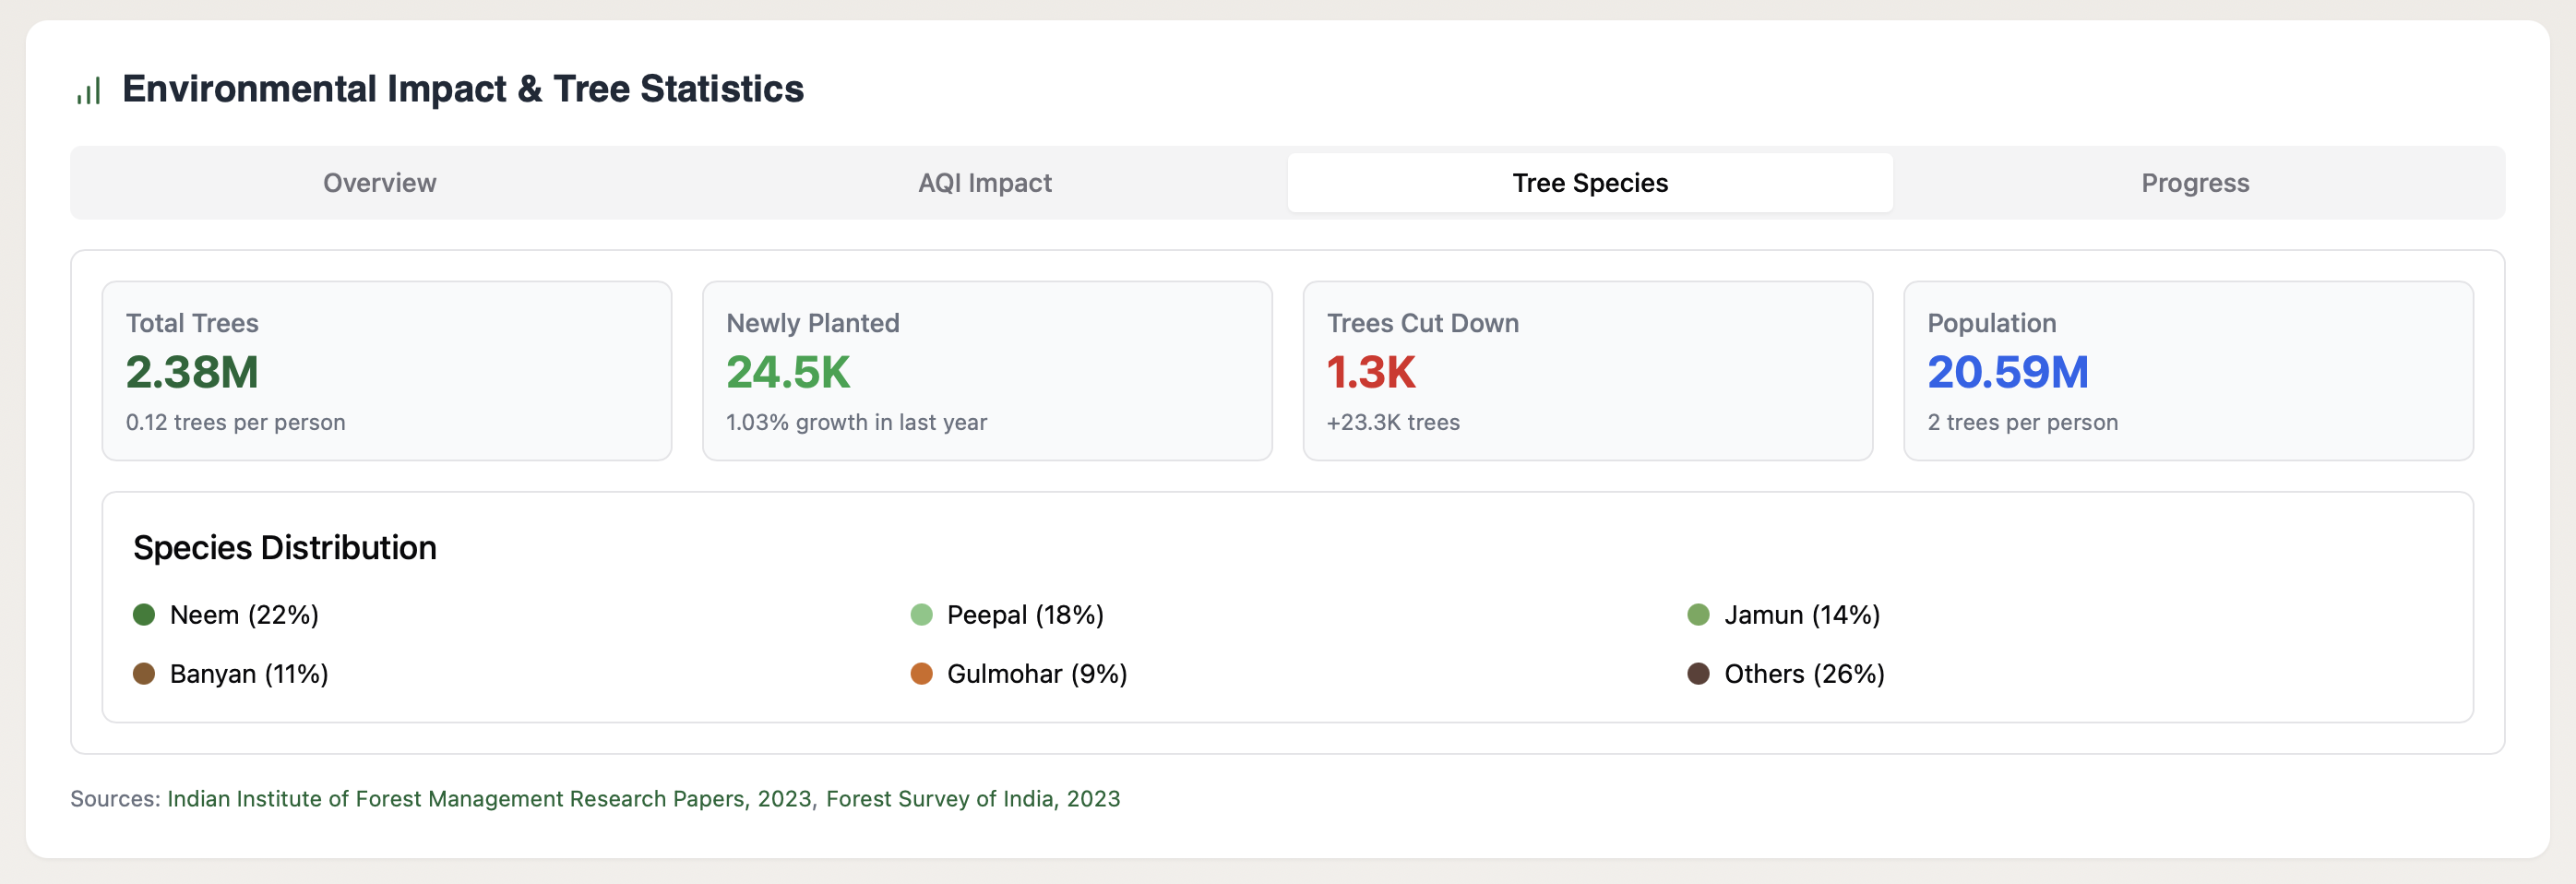 Environmental Impact & Tree Statistics
Overview
AQI Impact
Tree Species
Progress
Total Trees
2.38M
0.12 trees per person
Newly Planted
24.5K
1.03% growth in last year
Trees Cut Down
1.3K
+23.3K trees
Population
20.59M
2 trees per person
Species Distribution
Neem (22%)
Peepal (18%)
Jamun (14%)
Banyan (11%)
Gulmohar (9%)
Others (26%)
Sources: Indian Institute of Forest Management Research Papers, 2023, Forest Survey of India, 2023